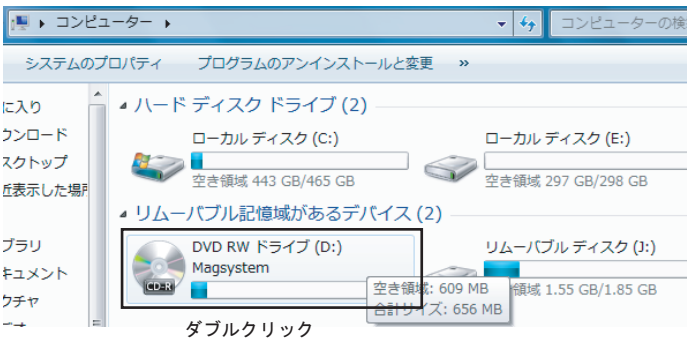 コンピューター
コンピューターの検
システムのプロパティ プログラムのアンインストールと変更 »
に入り
ウンロード
スクトップ
近表示した場所
ブラリ
キュメント
クチャ
ハード ディスク ドライブ (2)
ローカル ディスク (C:)
空き領域 443 GB/465 GB
ローカル ディスク (E:)
空き領域 297 GB/298 GB
リムーバブル記憶域があるデバイス (2)
DVD RW ドライブ (D:)
Magsystem
CD-R
リムーバブル ディスク (J:)
領域 1.55 GB/1.85 GB
空き領域: 609 MB
合計サイズ: 656 MB
ダブルクリック